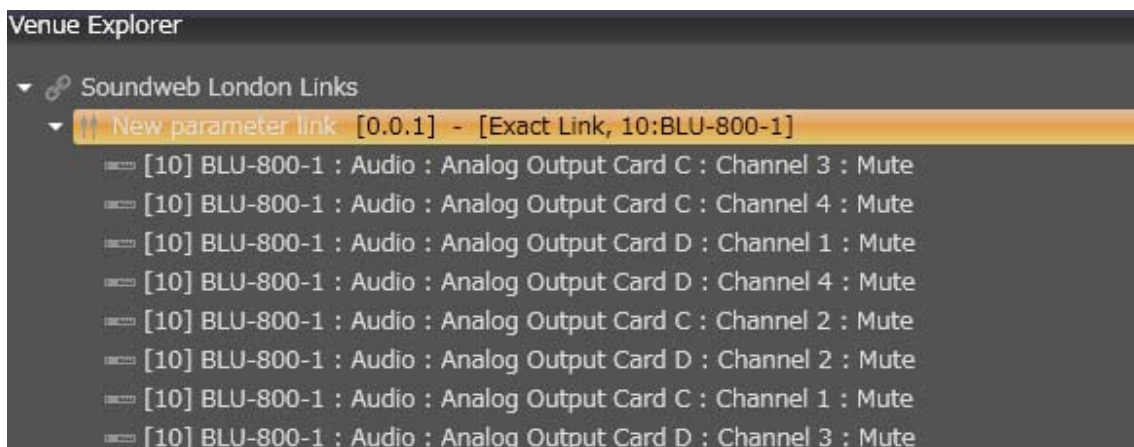 Venue Explorer
Soundweb London Links
New parameter link [0.0.1] - [Exact Link, 10:BLU-800-1]
[10] BLU-800-1 : Audio : Analog Output Card C : Channel 3 : Mute
[10] BLU-800-1 : Audio : Analog Output Card C : Channel 4 : Mute
[10] BLU-800-1 : Audio : Analog Output Card D : Channel 1 : Mute
[10] BLU-800-1 : Audio : Analog Output Card D : Channel 4 : Mute
[10] BLU-800-1 : Audio : Analog Output Card C : Channel 2 : Mute
[10] BLU-800-1 : Audio : Analog Output Card D : Channel 2 : Mute
[10] BLU-800-1 : Audio : Analog Output Card C : Channel 1 : Mute
[10] BLU-800-1 : Audio : Analog Output Card D : Channel 3 : Mute